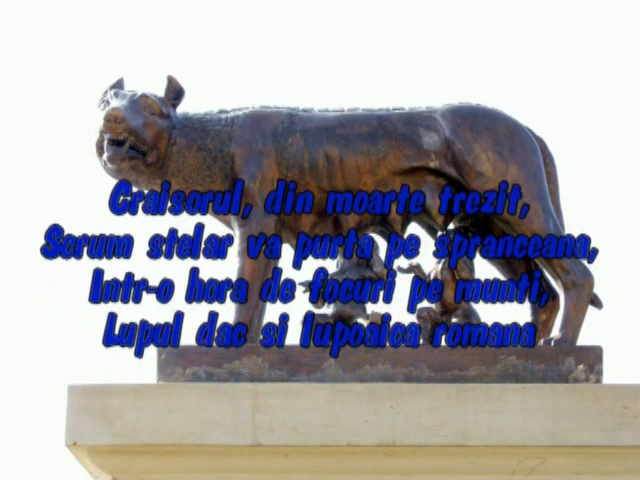 Craisorul, din moarte trezit,
Scrum stelar va purta pe spranceana,
Intr-o hora de focuri pe munti,
Lupul dac si lupoaica romana